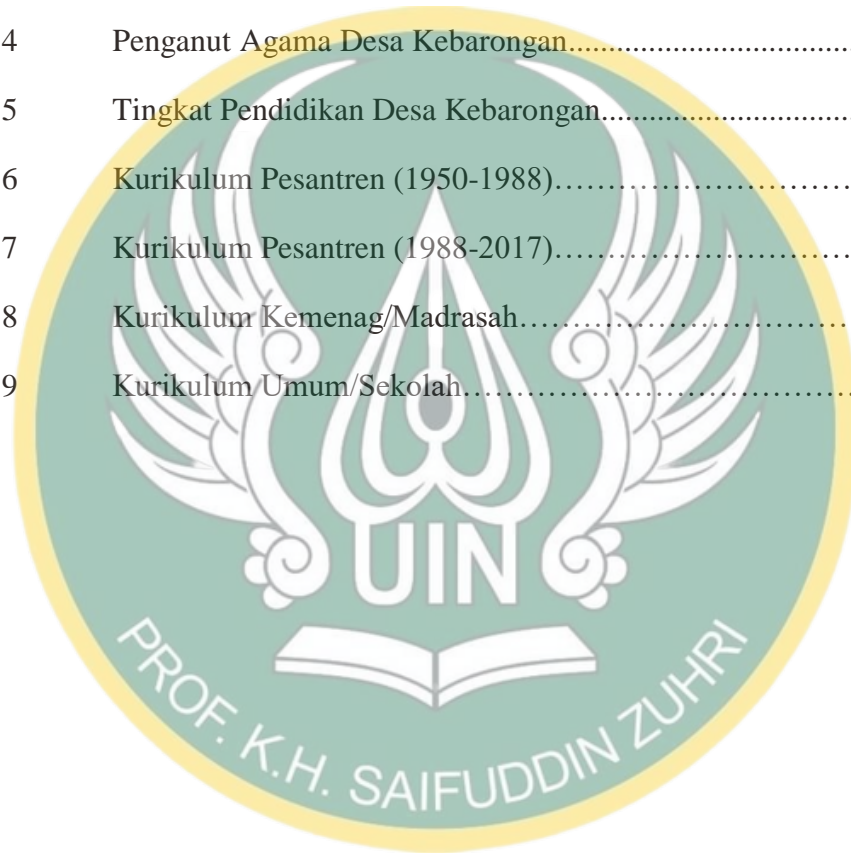 4 Penganut Agama Desa Kebarongan...............................................
5 Tingkat Pendidikan Desa Kebarongan..........................................
6 Kurikulum Pesantren (1950-1988)……………………………
7 Kurikulum Pesantren (1988-2017)……………………………
8 Kurikulum Kemenag/Madrasah………………………………
9 Kurikulum Umum/Sekolah……………………………………
UIN
PROF. K.H. SAIFUDDIN ZUHRI